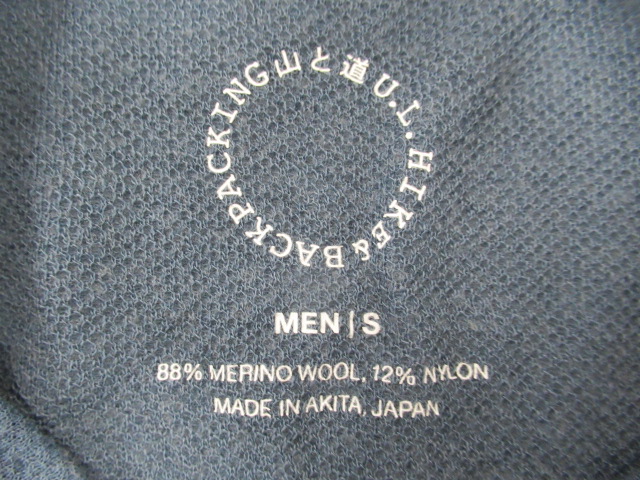 山と道 U.L. HIKE & BACKPACKING
MEN | S
88% MERINO WOOL, 12% NYLON
MADE IN AKITA, JAPAN